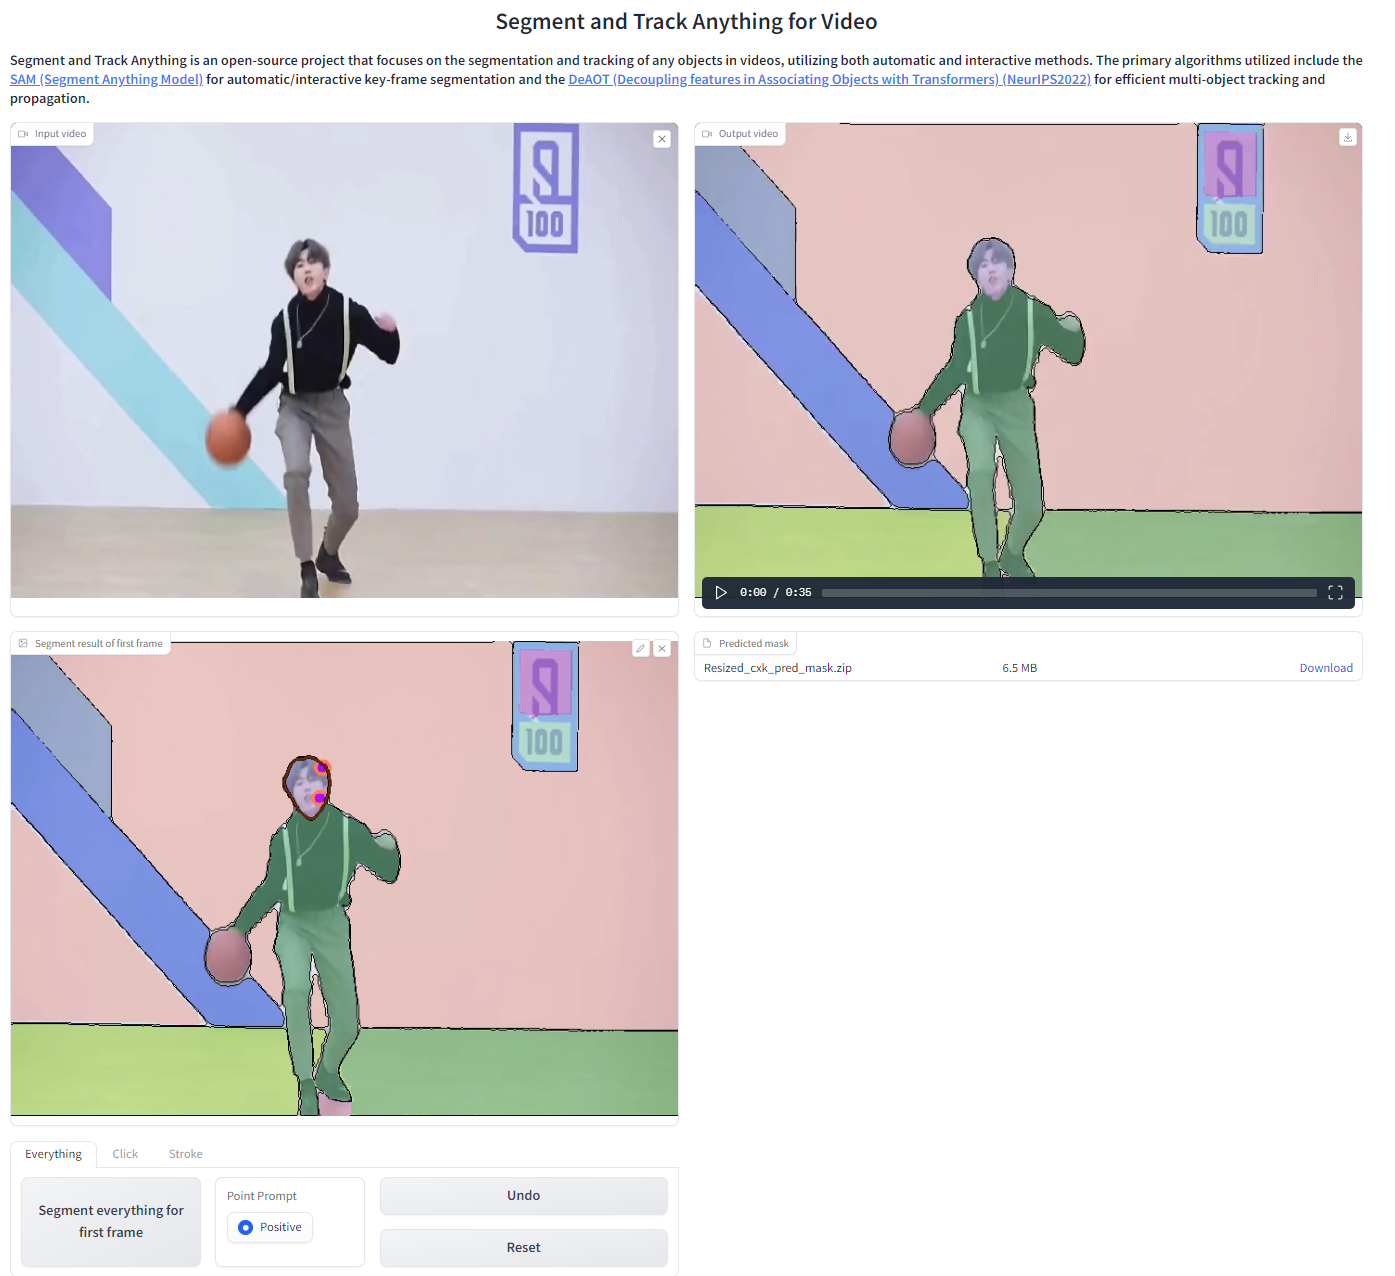 Segment and Track Anything for Video
Segment and Track Anything is an open-source project that focuses on the segmentation and tracking of any objects in videos, utilizing both automatic and interactive methods. The primary algorithms utilized include the
SAM (Segment Anything Model) for automatic/interactive key-frame segmentation and the DeAOT (Decoupling features in Associating Objects with Transformers) (NeurIPS2022) for efficient multi-object tracking and
propagation.
Input video
100
Output video
100
0:00 / 0:35
Segment result of first frame
100
Predicted mask
Resized_cxk_pred_mask.zip 6.5 MB Download
Everything Click Stroke
Segment everything for
first frame
Point Prompt
Positive
Undo
Reset